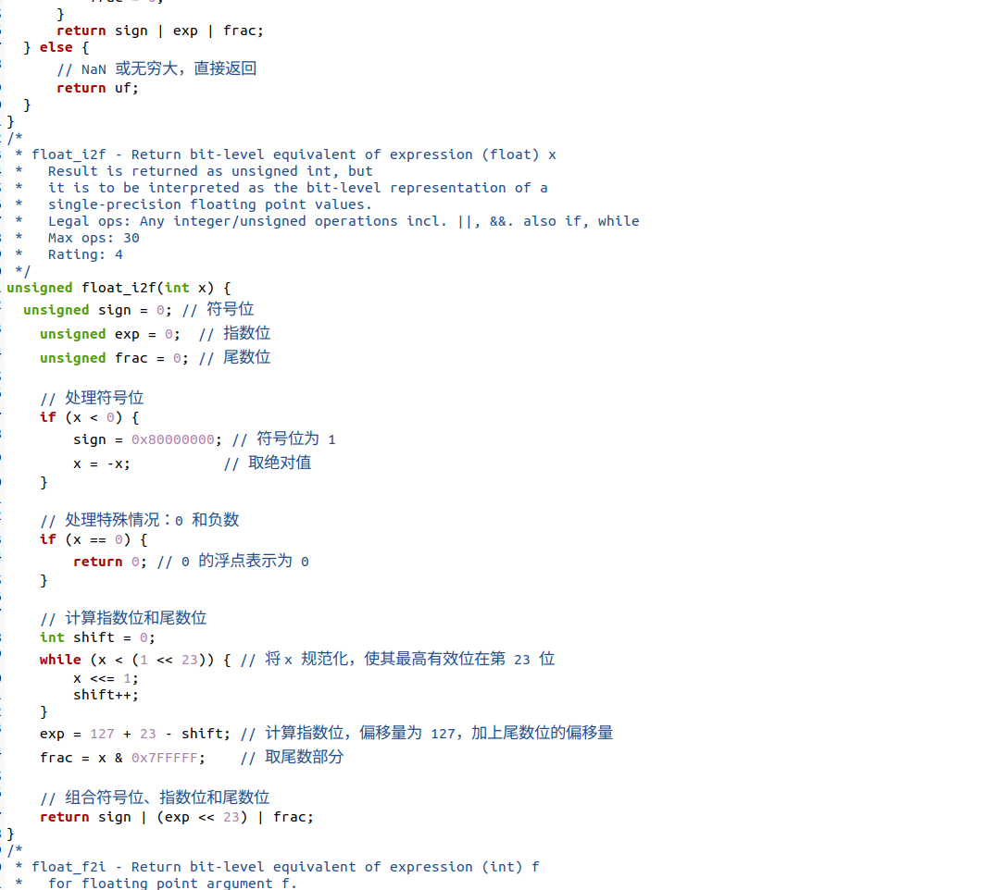 }
return sign | exp | frac;
} else {
// NaN 或无穷大，直接返回
return uf;
}
}
/*
* float_i2f - Return bit-level equivalent of expression (float) x
*   Result is returned as unsigned int, but
*   it is to be interpreted as the bit-level representation of a
*   single-precision floating point values.
*   Legal ops: Any integer/unsigned operations incl. ||, &&. also if, while
*   Max ops: 30
*   Rating: 4
*/
unsigned float_i2f(int x) {
unsigned sign = 0; // 符号位
unsigned exp = 0;  // 指数位
unsigned frac = 0; // 尾数位
// 处理符号位
if (x < 0) {
sign = 0x80000000; // 符号位为 1
x = -x;           // 取绝对值
}
// 处理特殊情况：0 和负数
if (x == 0) {
return 0; // 0 的浮点表示为 0
}
// 计算指数位和尾数位
int shift = 0;
while (x < (1 << 23)) { // 将 x 规范化，使其最高有效位在第 23 位
x <<= 1;
shift++;
}
exp = 127 + 23 - shift; // 计算指数位，偏移量为 127，加上尾数位的偏移量
frac = x & 0x7FFFFF;    // 取尾数部分
// 组合符号位、指数位和尾数位
return sign | (exp << 23) | frac;
}
/*
* float_f2i - Return bit-level equivalent of expression (int) f
*   for floating point argument f.